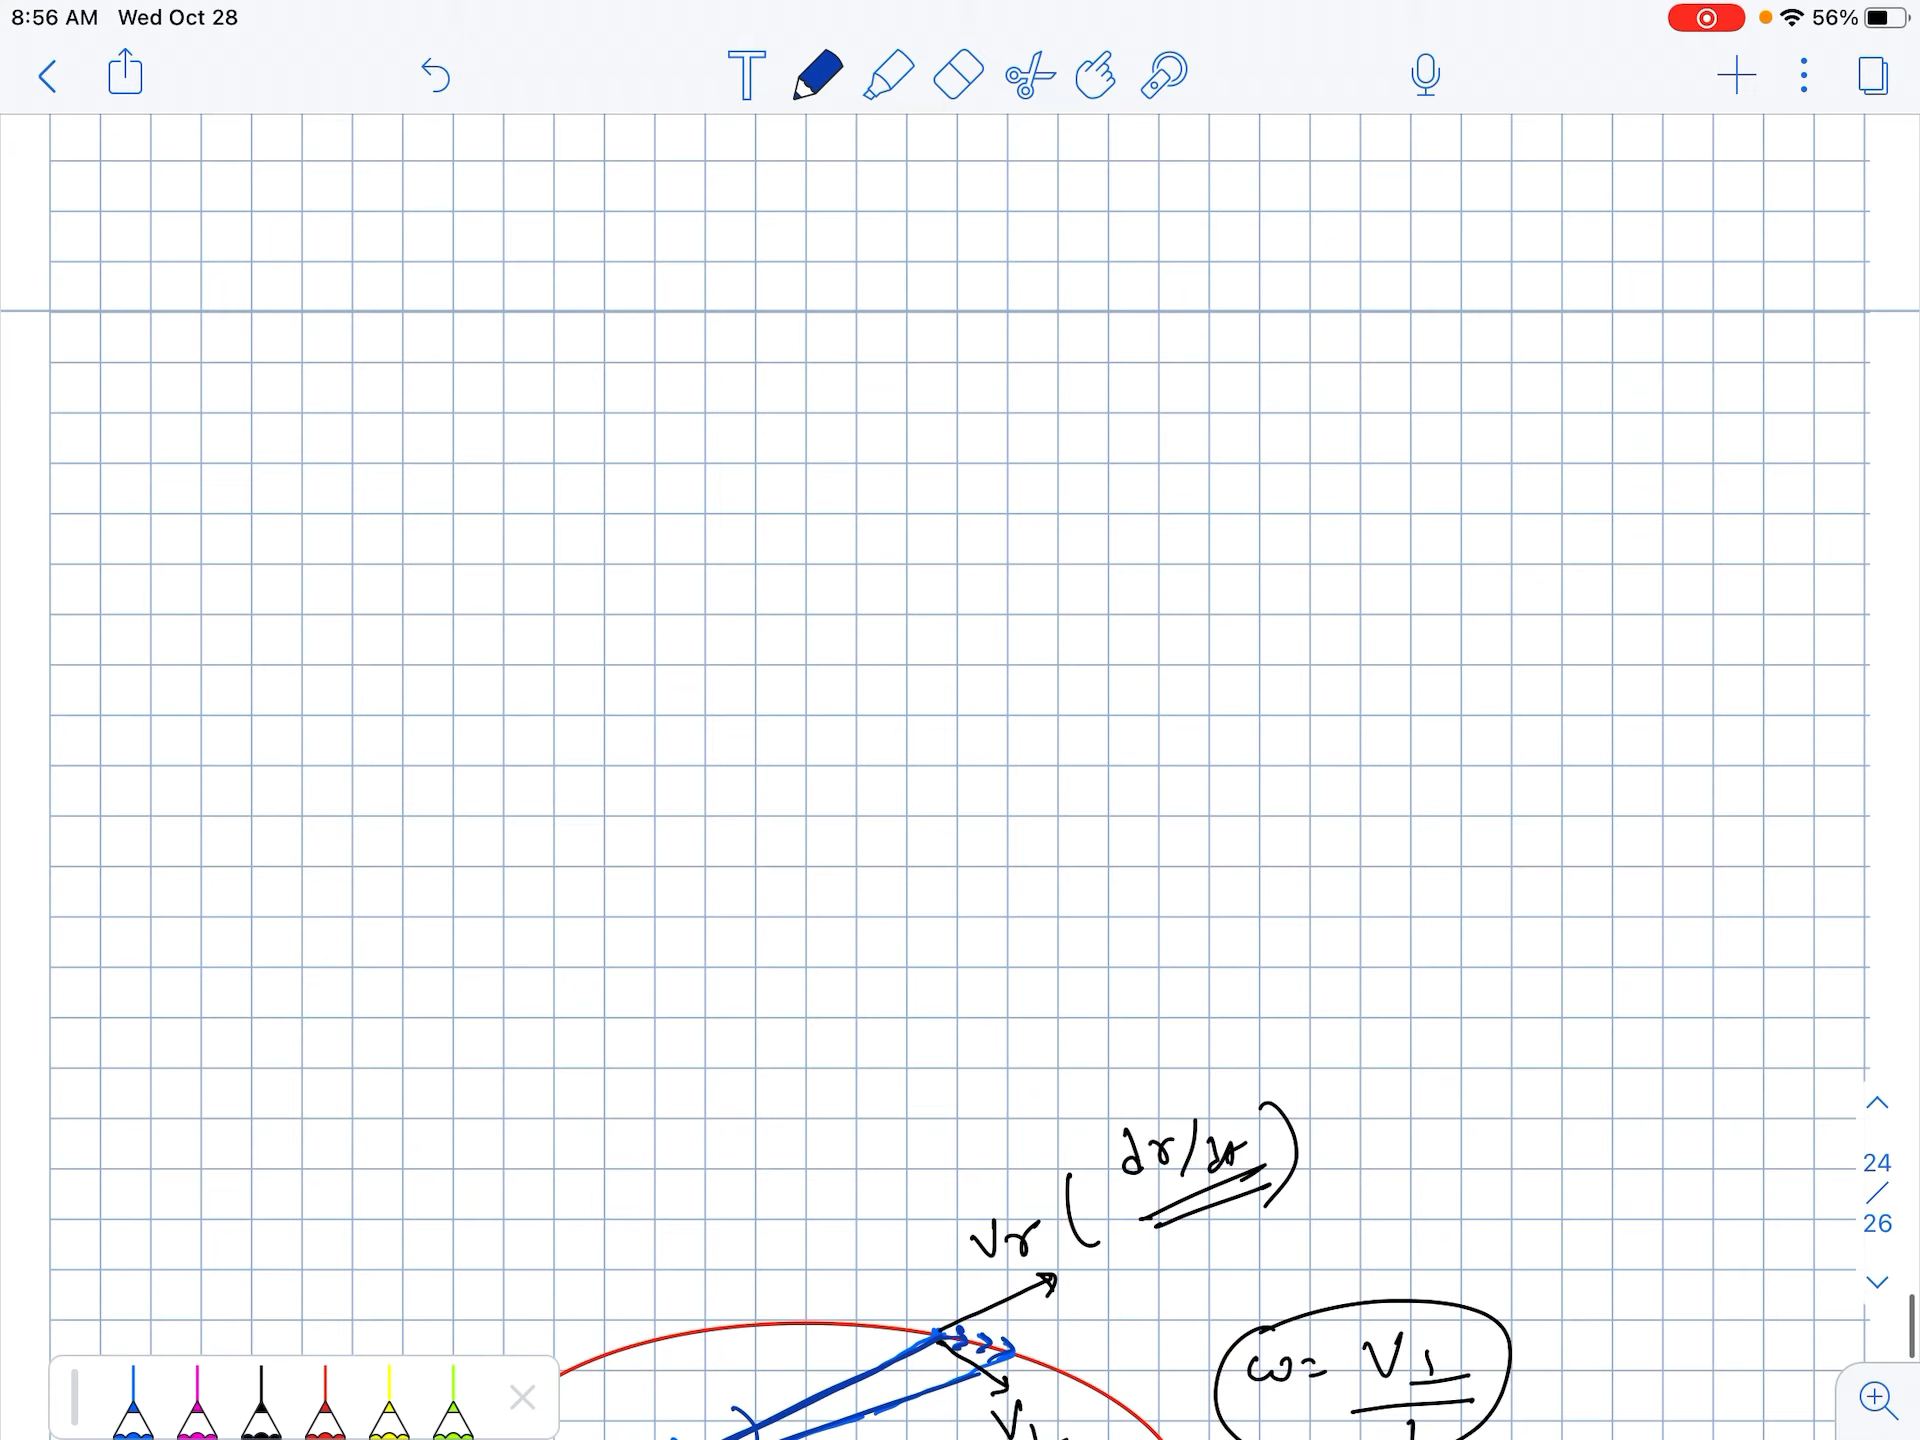 8:56 AM Wed Oct 28
56%
T
(dr/dt)
Vr
ω = V⊥
V⊥
24
/
26